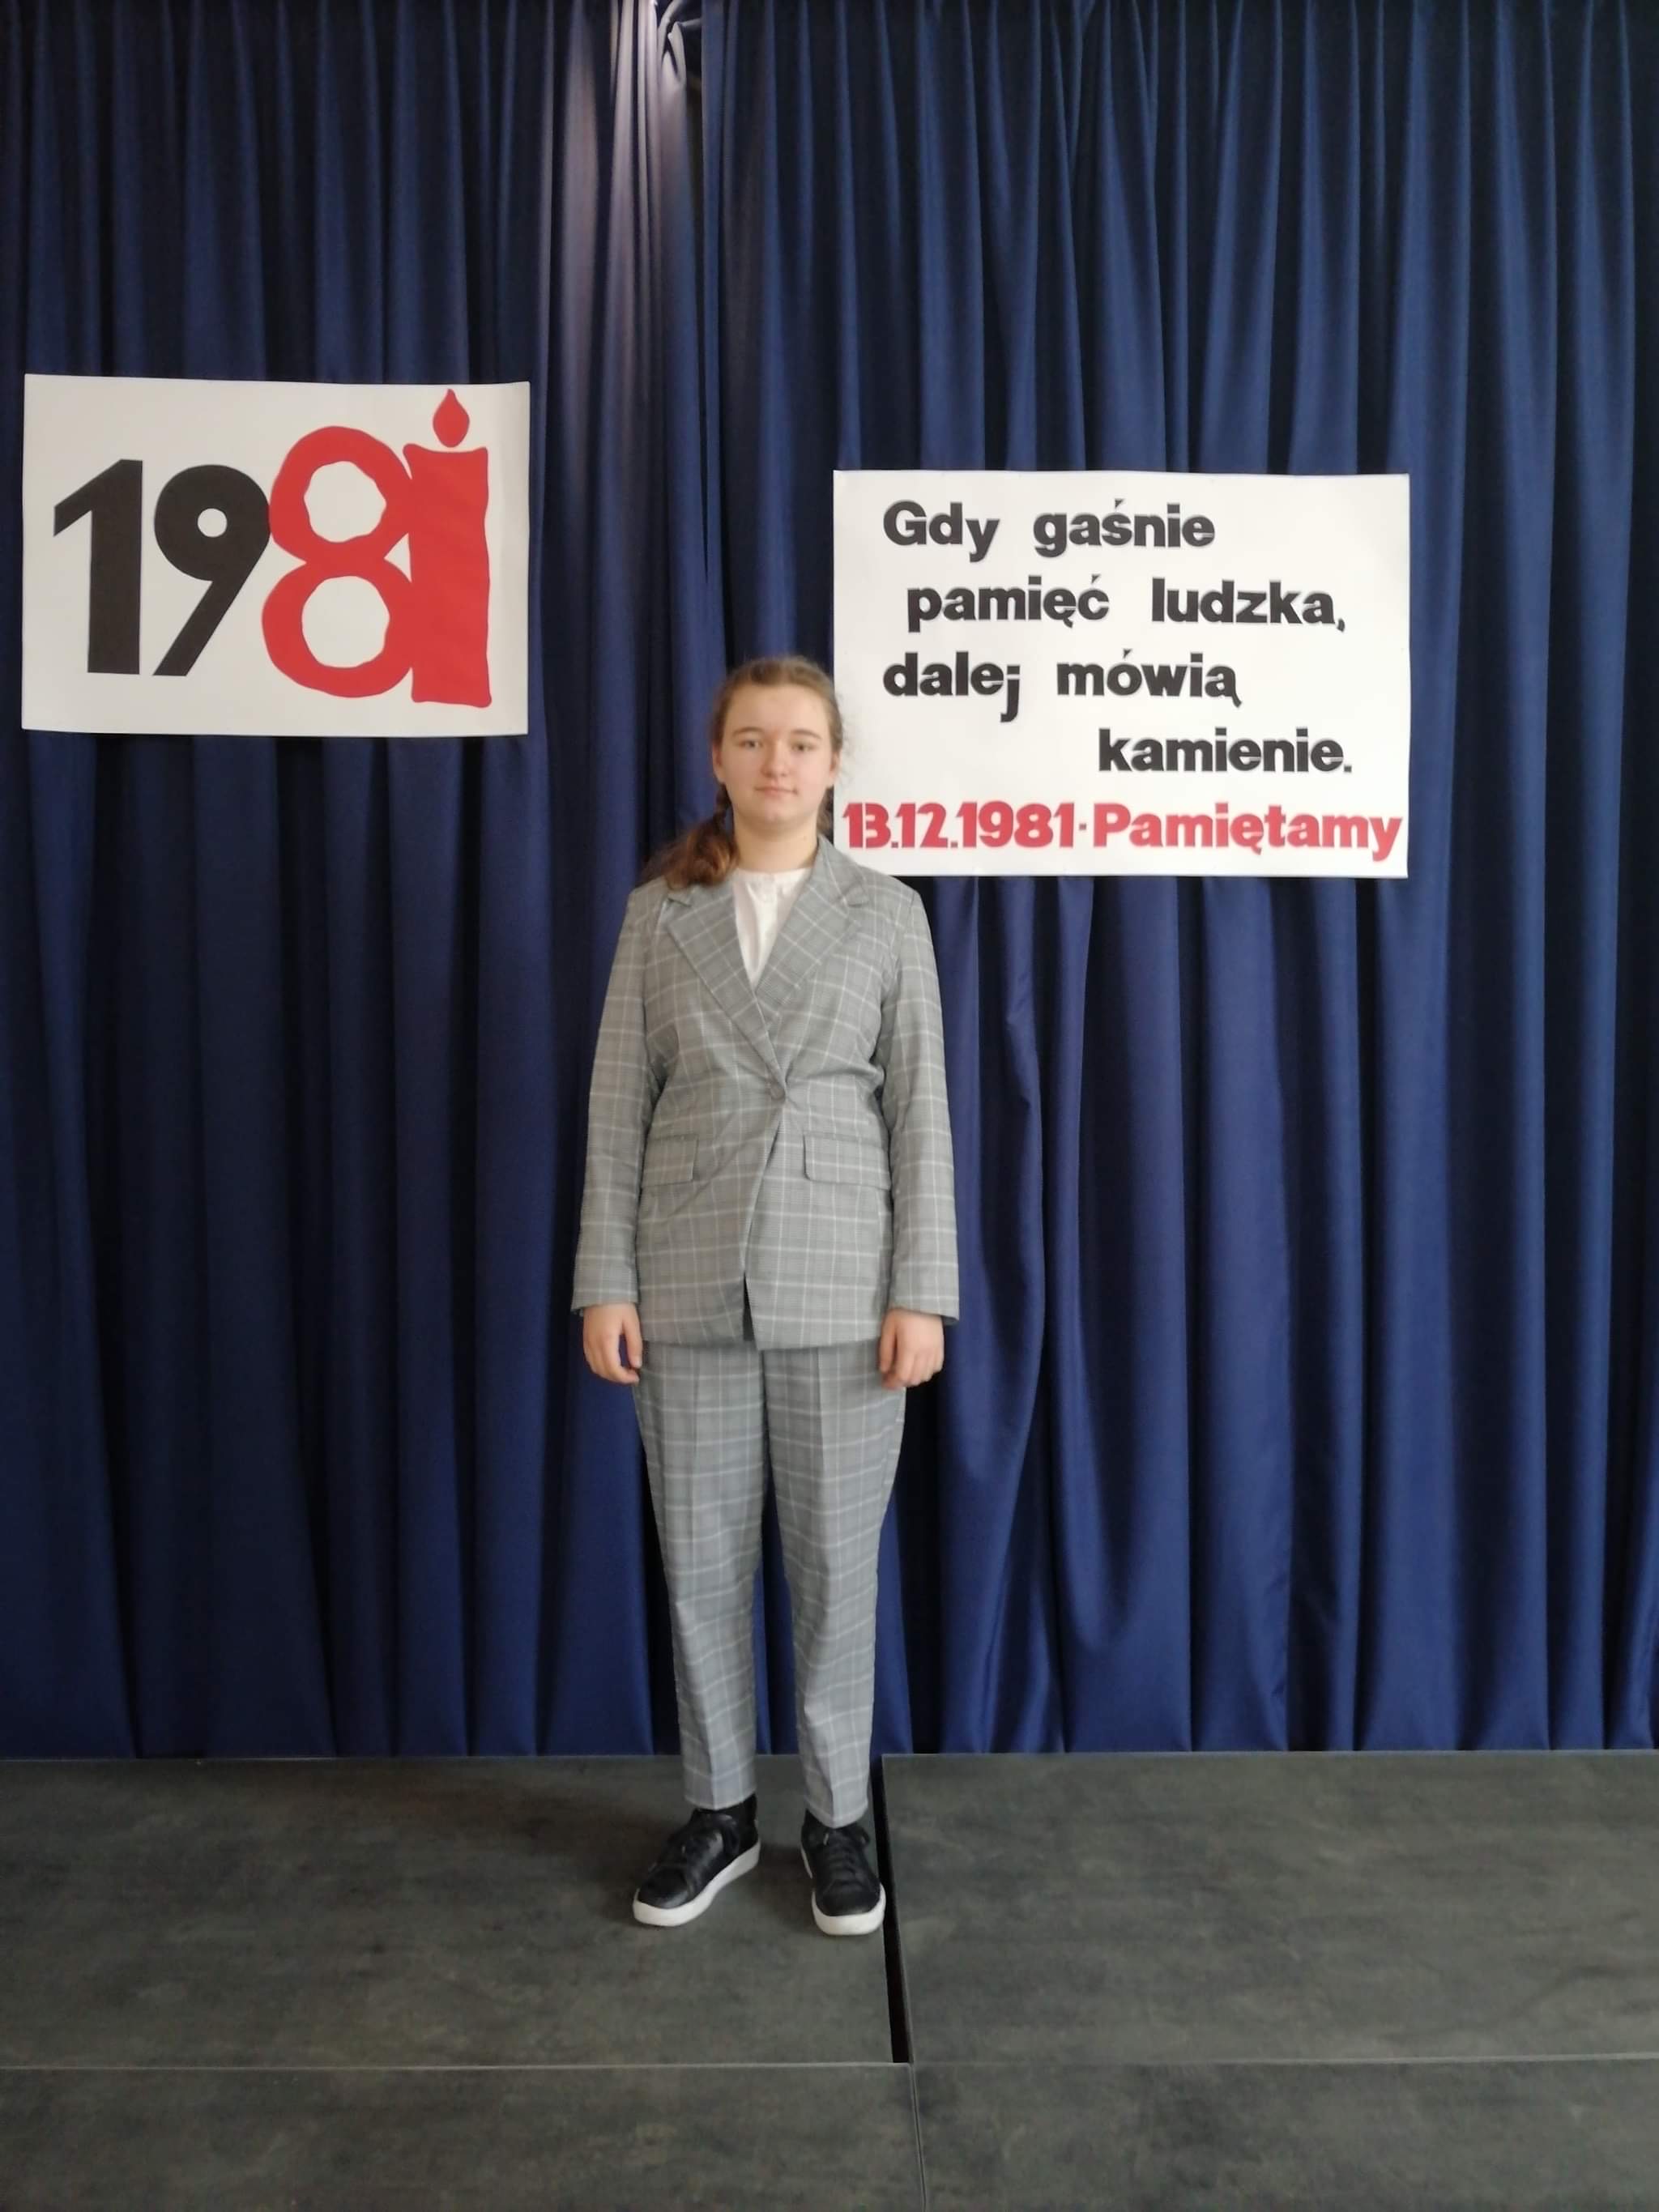 1981
Gdy gaśnie
pamięć ludzka,
dalej mówią
kamienie.
13.12.1981-Pamiętamy